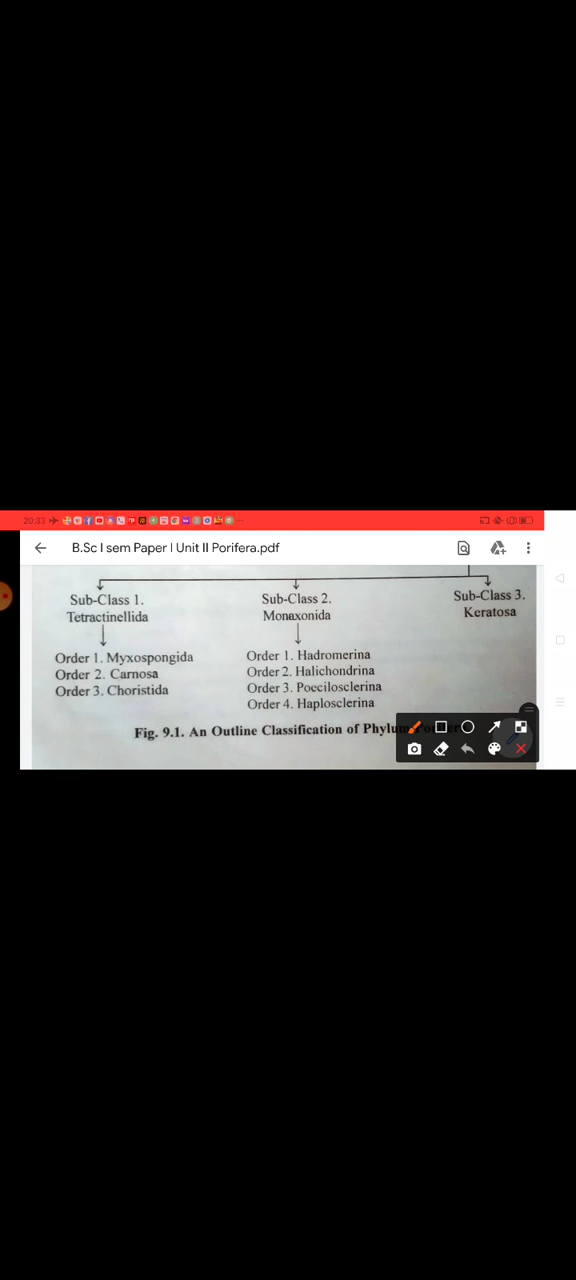 20:33
B.Sc I sem Paper I Unit II Porifera.pdf
Sub-Class 1.
Tetractinellida
Sub-Class 2.
Monaxonida
Sub-Class 3.
Keratosa
Order 1. Myxospongida
Order 2. Carnosa
Order 3. Choristida
Order 1. Hadromerina
Order 2. Halichondrina
Order 3. Poecilosclerina
Order 4. Haplosclerina
Fig. 9.1. An Outline Classification of Phylum